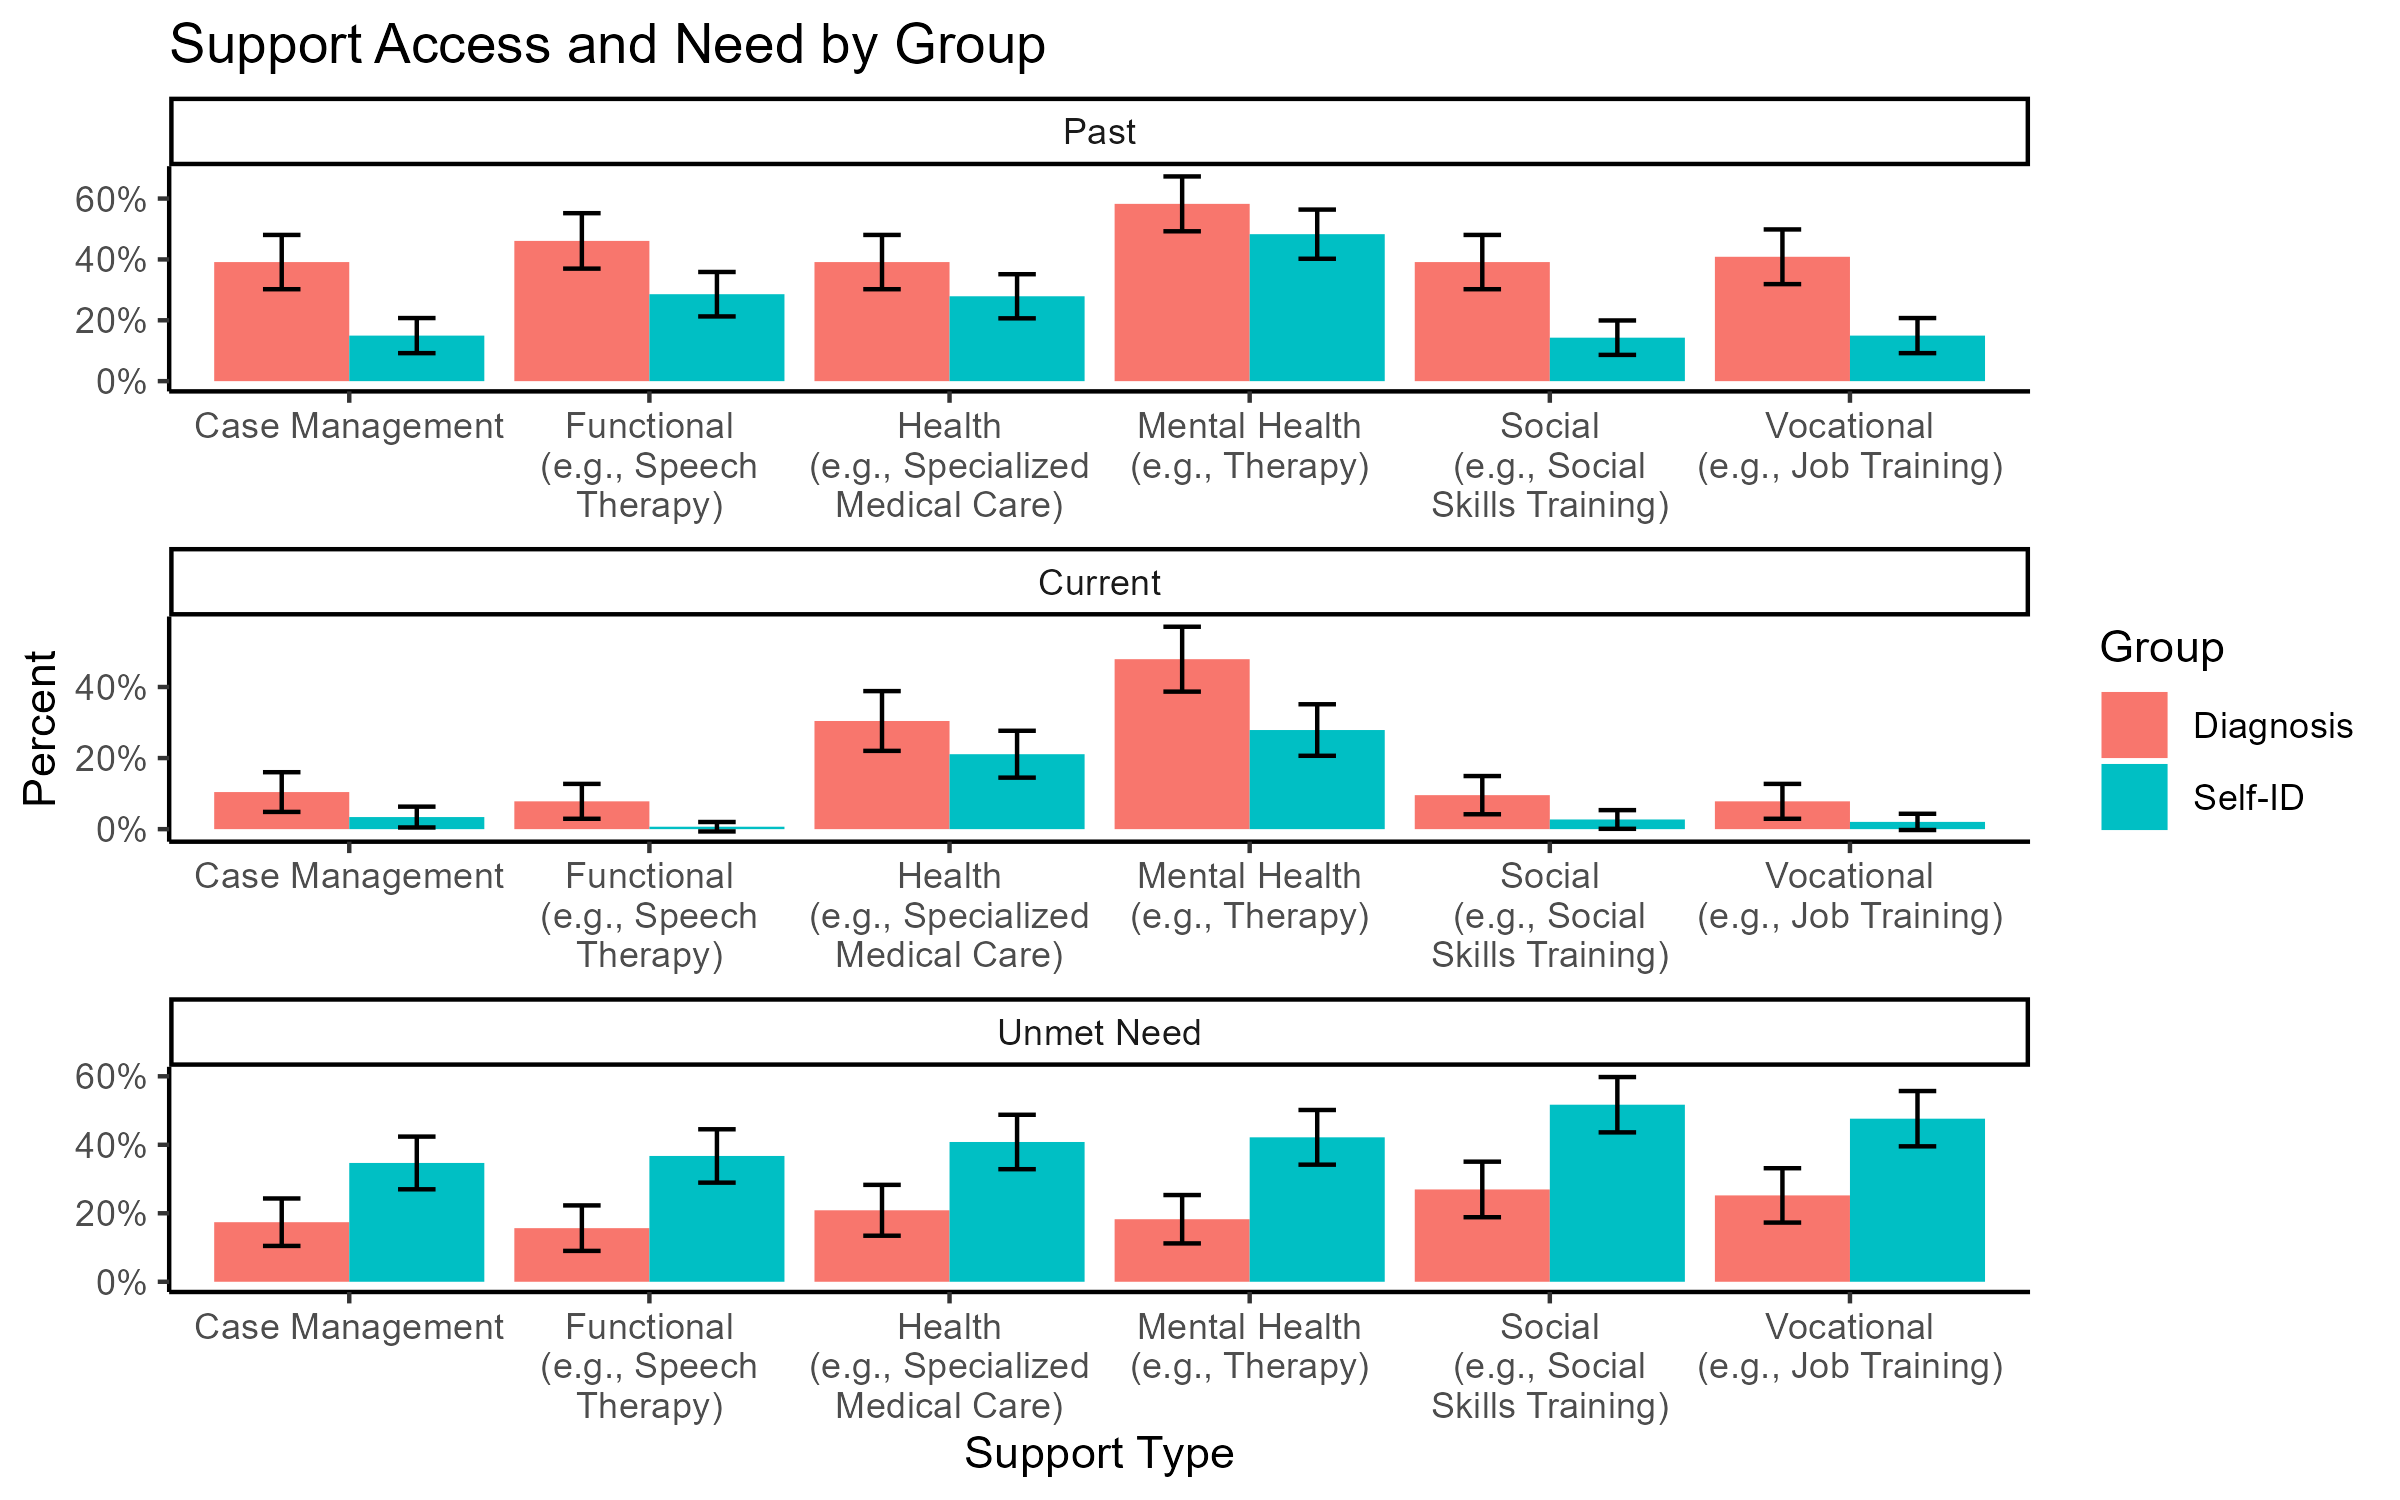 Support Access and Need by Group
Past
60%
40%
20%
0%
Case Management
Functional
(e.g., Speech
Therapy)
Health
(e.g., Specialized
Medical Care)
Mental Health
(e.g., Therapy)
Social
(e.g., Social
Skills Training)
Vocational
(e.g., Job Training)
Current
40%
20%
0%
Case Management
Functional
(e.g., Speech
Therapy)
Health
(e.g., Specialized
Medical Care)
Mental Health
(e.g., Therapy)
Social
(e.g., Social
Skills Training)
Vocational
(e.g., Job Training)
Unmet Need
60%
40%
20%
0%
Case Management
Functional
(e.g., Speech
Therapy)
Health
(e.g., Specialized
Medical Care)
Mental Health
(e.g., Therapy)
Social
(e.g., Social
Skills Training)
Vocational
(e.g., Job Training)
Support Type
Percent
Group
Diagnosis
Self-ID